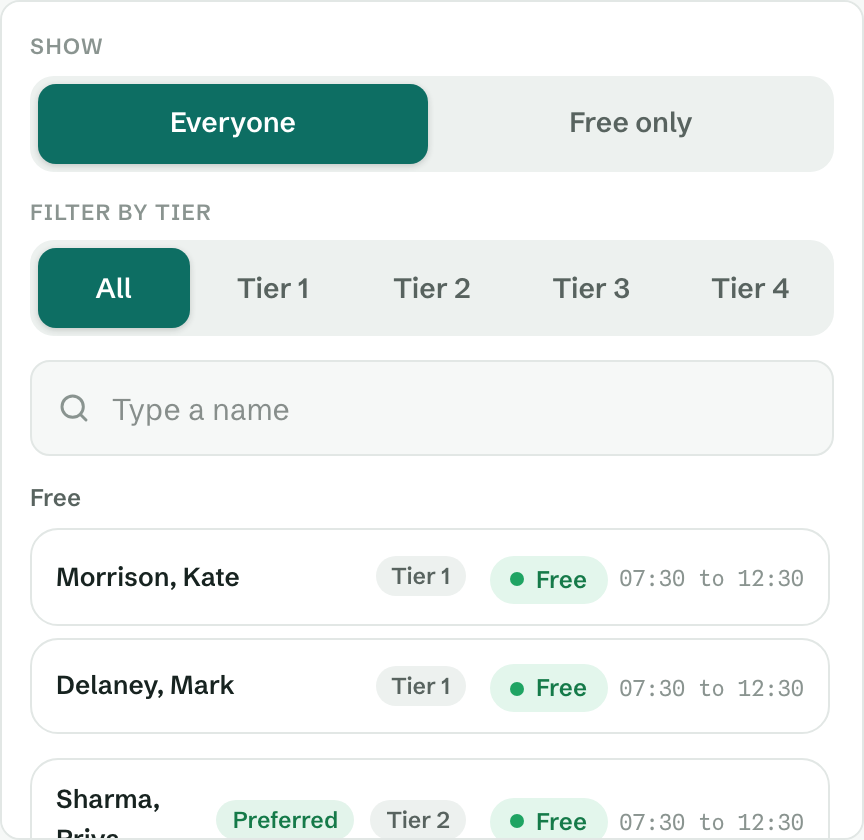 SHOW
Everyone Free only
FILTER BY TIER
All Tier 1 Tier 2 Tier 3 Tier 4
Type a name
Free
Morrison, Kate Tier 1 Free 07:30 to 12:30
Delaney, Mark Tier 1 Free 07:30 to 12:30
Sharma,
Preferred Tier 2 Free 07:30 to 12:30